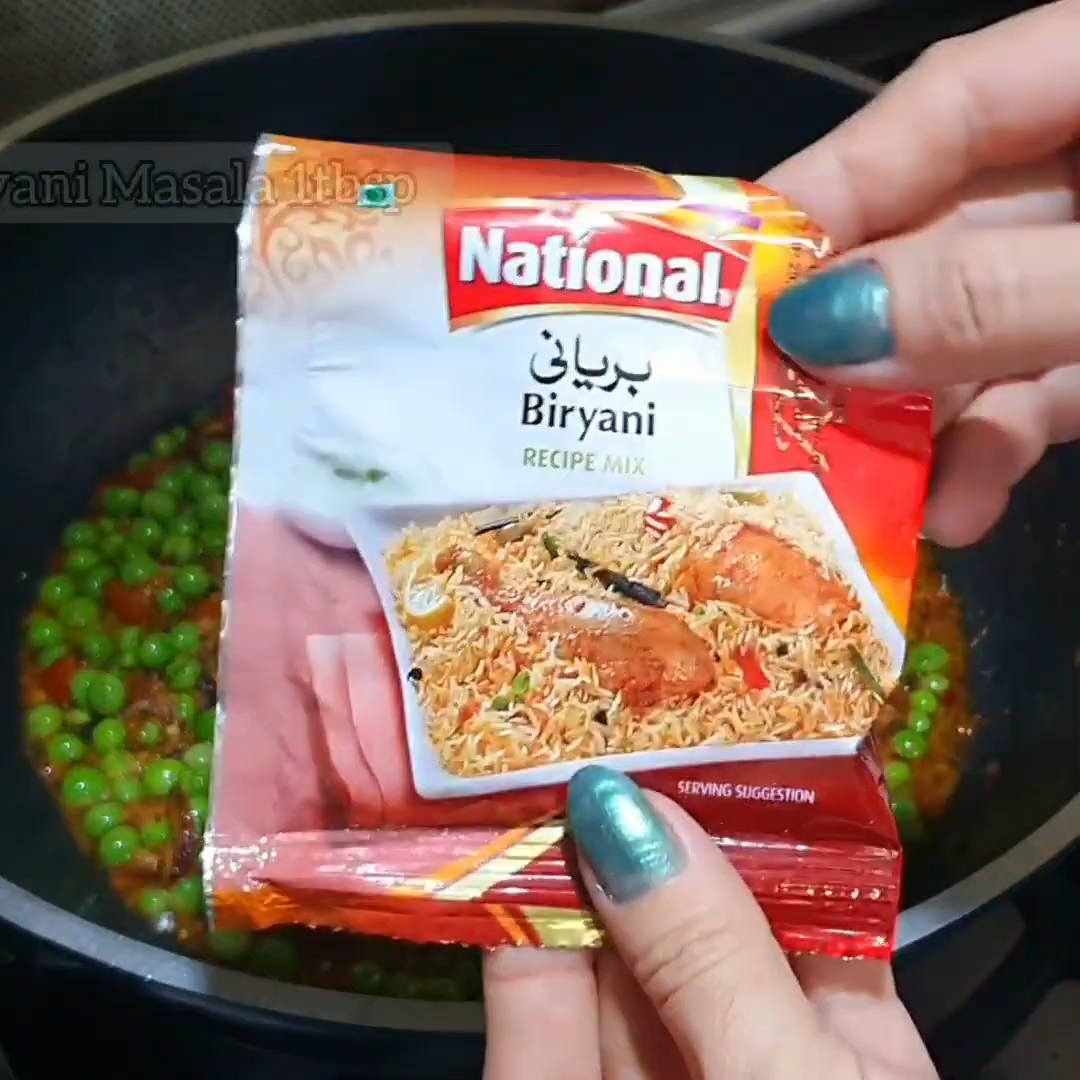 yani Masala 1tbsp
National
بریانی
Biryani
RECIPE MIX
SERVING SUGGESTION